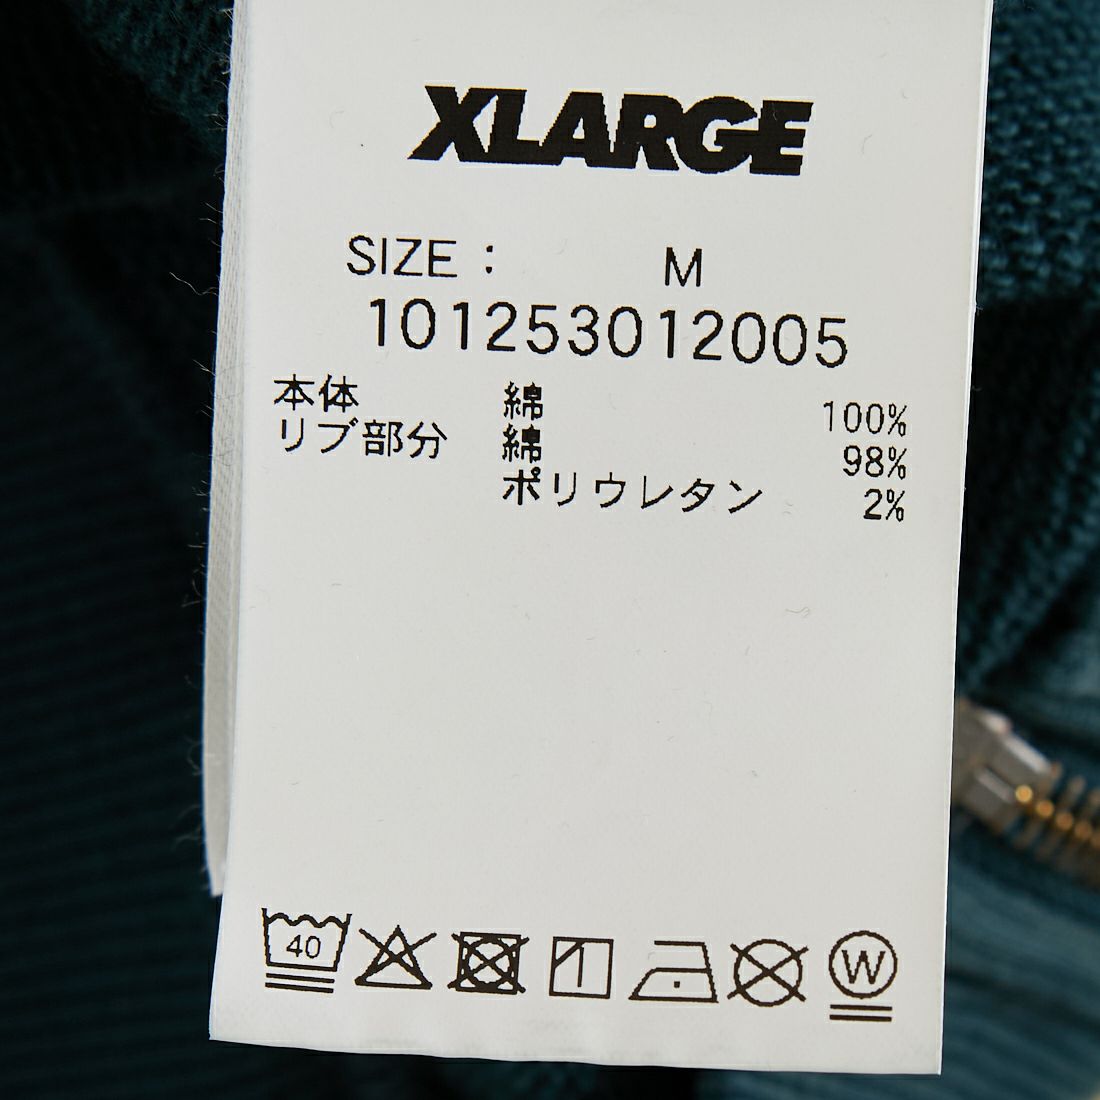 XLARGE
SIZE : M
101253012005
本体 綿 100%
リブ部分 綿 98%
ポリウレタン 2%
40
W